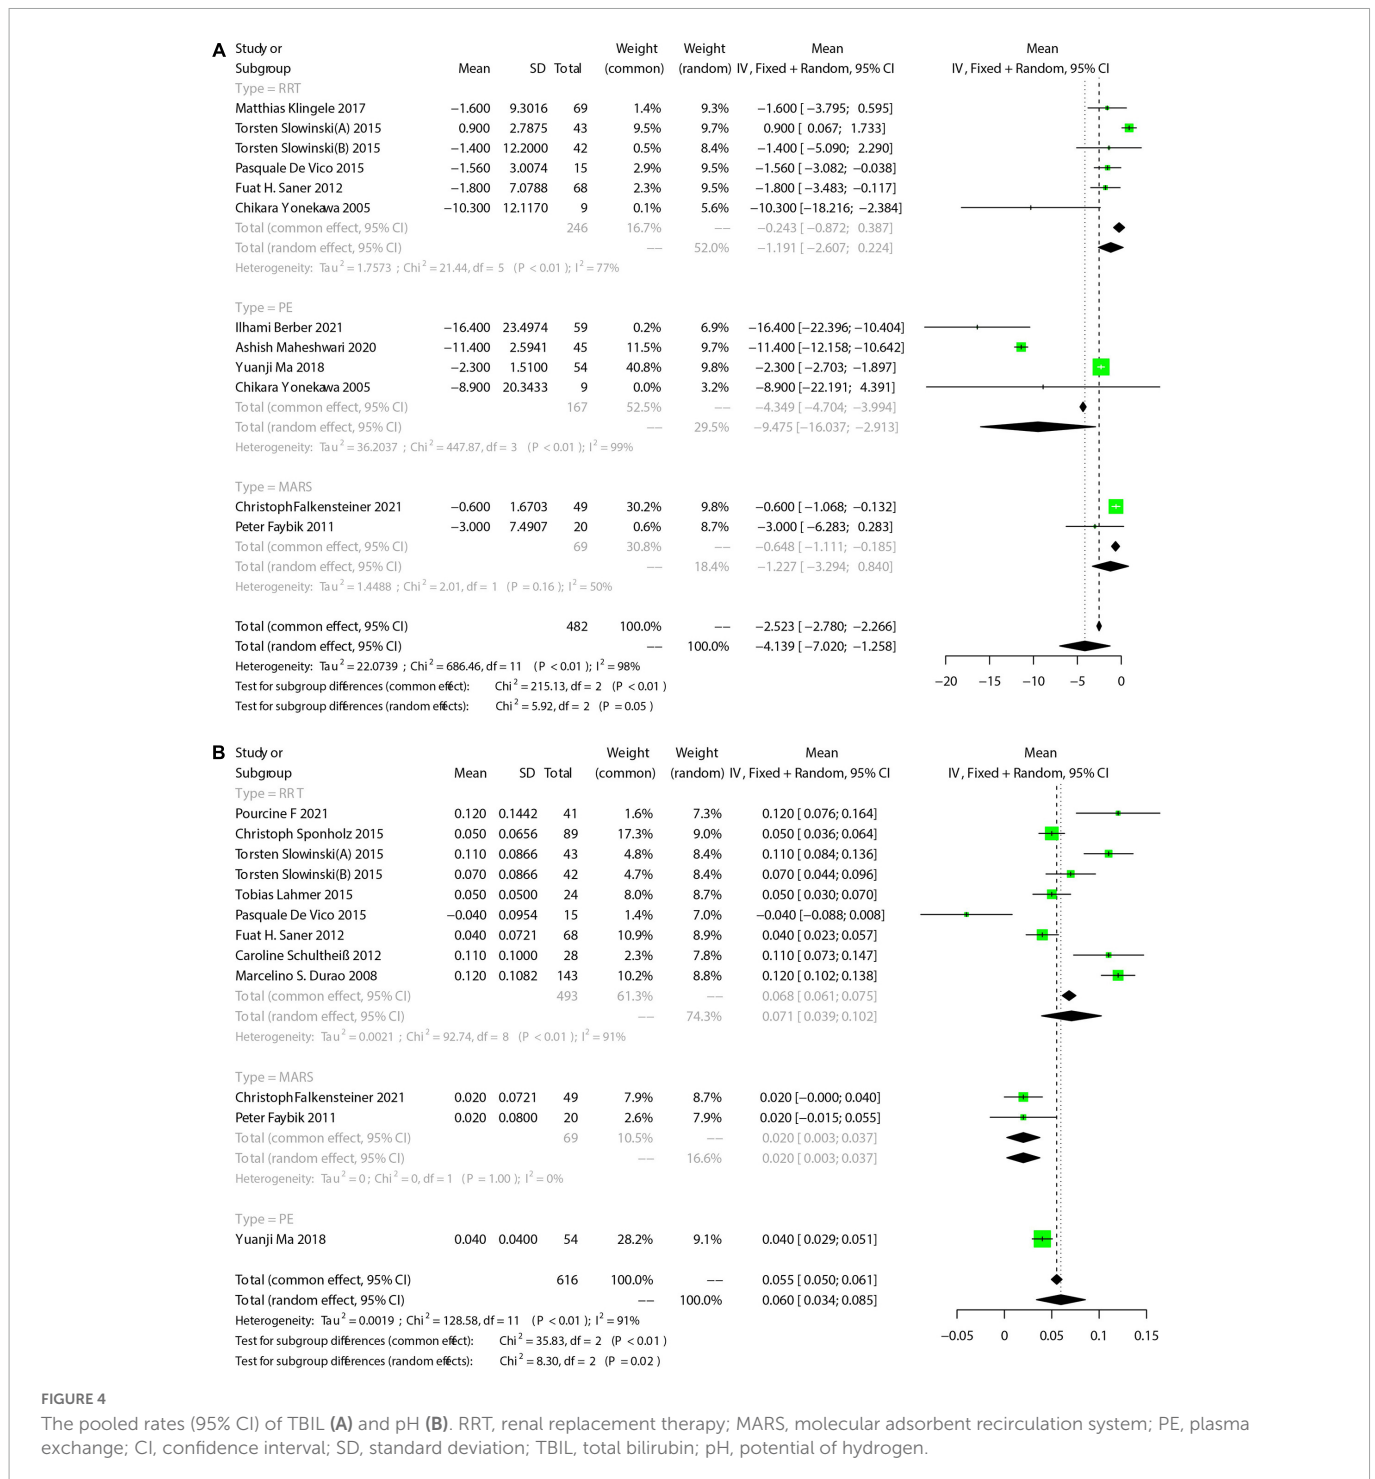 A Study or Weight Weight Mean Mean
Subgroup Mean SD Total (common) (random) IV, Fixed + Random, 95% CI IV, Fixed + Random, 95% CI
Type = RRT
Matthias Klingele 2017 −1.600 9.3016 69 1.4% 9.3% −1.600 [ −3.795; 0.595]
Torsten Slowinski(A) 2015 0.900 2.7875 43 9.5% 9.7% 0.900 [ 0.067; 1.733]
Torsten Slowinski(B) 2015 −1.400 12.2000 42 0.5% 8.4% −1.400 [ −5.090; 2.290]
Pasquale De Vico 2015 −1.560 3.0074 15 2.9% 9.5% −1.560 [ −3.082; −0.038]
Fuat H. Saner 2012 −1.800 7.0788 68 2.3% 9.5% −1.800 [ −3.483; −0.117]
Chikara Yonekawa 2005 −10.300 12.1170 9 0.1% 5.6% −10.300 [−18.216; −2.384]
Total (common effect, 95% CI) 246 16.7% −− −0.243 [ −0.872; 0.387]
Total (random effect, 95% CI) −− 52.0% −1.191 [ −2.607; 0.224]
Heterogeneity: Tau² = 1.7573 ; Chi² = 21.44, df = 5 (P < 0.01 ); I² = 77%
Type = PE
Ilhami Berber 2021 −16.400 23.4974 59 0.2% 6.9% −16.400 [−22.396; −10.404]
Ashish Maheshwari 2020 −11.400 2.5941 45 11.5% 9.7% −11.400 [−12.158; −10.642]
Yuanji Ma 2018 −2.300 1.5100 54 40.8% 9.8% −2.300 [ −2.703; −1.897]
Chikara Yonekawa 2005 −8.900 20.3433 9 0.0% 3.2% −8.900 [−22.191; 4.391]
Total (common effect, 95% CI) 167 52.5% −− −4.349 [ −4.704; −3.994]
Total (random effect, 95% CI) −− 29.5% −9.475 [−16.037; −2.913]
Heterogeneity: Tau² = 36.2037 ; Chi² = 447.87, df = 3 (P < 0.01 ); I² = 99%
Type = MARS
ChristophFalkensteiner 2021 −0.600 1.6703 49 30.2% 9.8% −0.600 [ −1.068; −0.132]
Peter Faybik 2011 −3.000 7.4907 20 0.6% 8.7% −3.000 [ −6.283; 0.283]
Total (common effect, 95% CI) 69 30.8% −− −0.648 [ −1.111; −0.185]
Total (random effect, 95% CI) −− 18.4% −1.227 [ −3.294; 0.840]
Heterogeneity: Tau² = 1.4488 ; Chi² = 2.01, df = 1 (P = 0.16 ); I² = 50%
Total (common effect, 95% CI) 482 100.0% −− −2.523 [ −2.780; −2.266]
Total (random effect, 95% CI) −− 100.0% −4.139 [ −7.020; −1.258]
Heterogeneity: Tau² = 22.0739 ; Chi² = 686.46, df = 11 (P < 0.01 ); I² = 98%
Test for subgroup differences (common effect): Chi² = 215.13, df = 2 (P < 0.01 )
Test for subgroup differences (random effects): Chi² = 5.92, df = 2 (P = 0.05 )
−20 −15 −10 −5 0
B Study or Weight Weight Mean Mean
Subgroup Mean SD Total (common) (random) IV, Fixed + Random, 95% CI IV, Fixed + Random, 95% CI
Type = RRT
Pourcine F 2021 0.120 0.1442 41 1.6% 7.3% 0.120 [ 0.076; 0.164]
Christoph Sponholz 2015 0.050 0.0656 89 17.3% 9.0% 0.050 [ 0.036; 0.064]
Torsten Slowinski(A) 2015 0.110 0.0866 43 4.8% 8.4% 0.110 [ 0.084; 0.136]
Torsten Slowinski(B) 2015 0.070 0.0866 42 4.7% 8.4% 0.070 [ 0.044; 0.096]
Tobias Lahmer 2015 0.050 0.0500 24 8.0% 8.7% 0.050 [ 0.030; 0.070]
Pasquale De Vico 2015 −0.040 0.0954 15 1.4% 7.0% −0.040 [−0.088; 0.008]
Fuat H. Saner 2012 0.040 0.0721 68 10.9% 8.9% 0.040 [ 0.023; 0.057]
Caroline Schultheiß 2012 0.110 0.1000 28 2.3% 7.8% 0.110 [ 0.073; 0.147]
Marcelino S. Durao 2008 0.120 0.1082 143 10.2% 8.8% 0.120 [ 0.102; 0.138]
Total (common effect, 95% CI) 493 61.3% −− 0.068 [ 0.061; 0.075]
Total (random effect, 95% CI) −− 74.3% 0.071 [ 0.039; 0.102]
Heterogeneity: Tau² = 0.0021 ; Chi² = 92.74, df = 8 (P < 0.01 ); I² = 91%
Type = MARS
ChristophFalkensteiner 2021 0.020 0.0721 49 7.9% 8.7% 0.020 [−0.000; 0.040]
Peter Faybik 2011 0.020 0.0800 20 2.6% 7.9% 0.020 [−0.015; 0.055]
Total (common effect, 95% CI) 69 10.5% −− 0.020 [ 0.003; 0.037]
Total (random effect, 95% CI) −− 16.6% 0.020 [ 0.003; 0.037]
Heterogeneity: Tau² = 0 ; Chi² = 0, df = 1 (P = 1.00 ); I² = 0%
Type = PE
Yuanji Ma 2018 0.040 0.0400 54 28.2% 9.1% 0.040 [ 0.029; 0.051]
Total (common effect, 95% CI) 616 100.0% −− 0.055 [ 0.050; 0.061]
Total (random effect, 95% CI) −− 100.0% 0.060 [ 0.034; 0.085]
Heterogeneity: Tau² = 0.0019 ; Chi² = 128.58, df = 11 (P < 0.01 ); I² = 91%
Test for subgroup differences (common effect): Chi² = 35.83, df = 2 (P < 0.01 )
Test for subgroup differences (random effects): Chi² = 8.30, df = 2 (P = 0.02 )
−0.05 0 0.05 0.1 0.15
FIGURE 4
The pooled rates (95% CI) of TBIL (A) and pH (B). RRT, renal replacement therapy; MARS, molecular adsorbent recirculation system; PE, plasma
exchange; CI, confidence interval; SD, standard deviation; TBIL, total bilirubin; pH, potential of hydrogen.